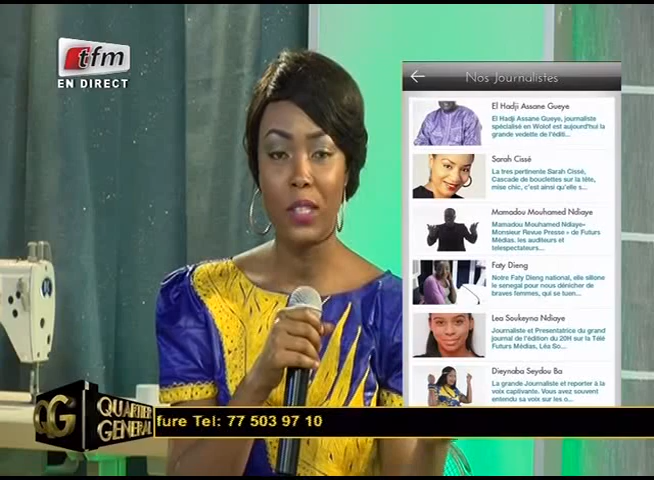 tfm
EN DIRECT
Nos Journalistes
El Hadji Assane Gueye
El Hadji Assane Gueye, journaliste
spécialisé en Wolof est aujourd'hui la
grande vedette de l'éditi...
Sarah Cissé
La tres pertinente Sarah Cissé,
Cascade de bouclettes sur la tête,
mise chic, c'est ainsi qu'elle s...
Mamadou Mouhamed Ndiaye
Mamadou Mouhamed Ndiaye«
Monsieur Revue Presse » de Futurs
Médias. les auditeurs et
telespectateurs...
Faty Dieng
Notre Faty Dieng national, elle sillone
le senegal pour nous dénicher de
braves femmes, qui se tuen...
Lea Soukeyna Ndiaye
Journaliste et Presentatrice du grand
journal de l'édition du 20H sur la Télé
Futurs Médias, Léa So...
Dieynaba Seydou Ba
La grande Journaliste et reporter à la
voix captivante. Vous avez souvent
entendu sa voix sur les o...
QG
QUARTIER
GENERAL
fure Tel: 77 503 97 10